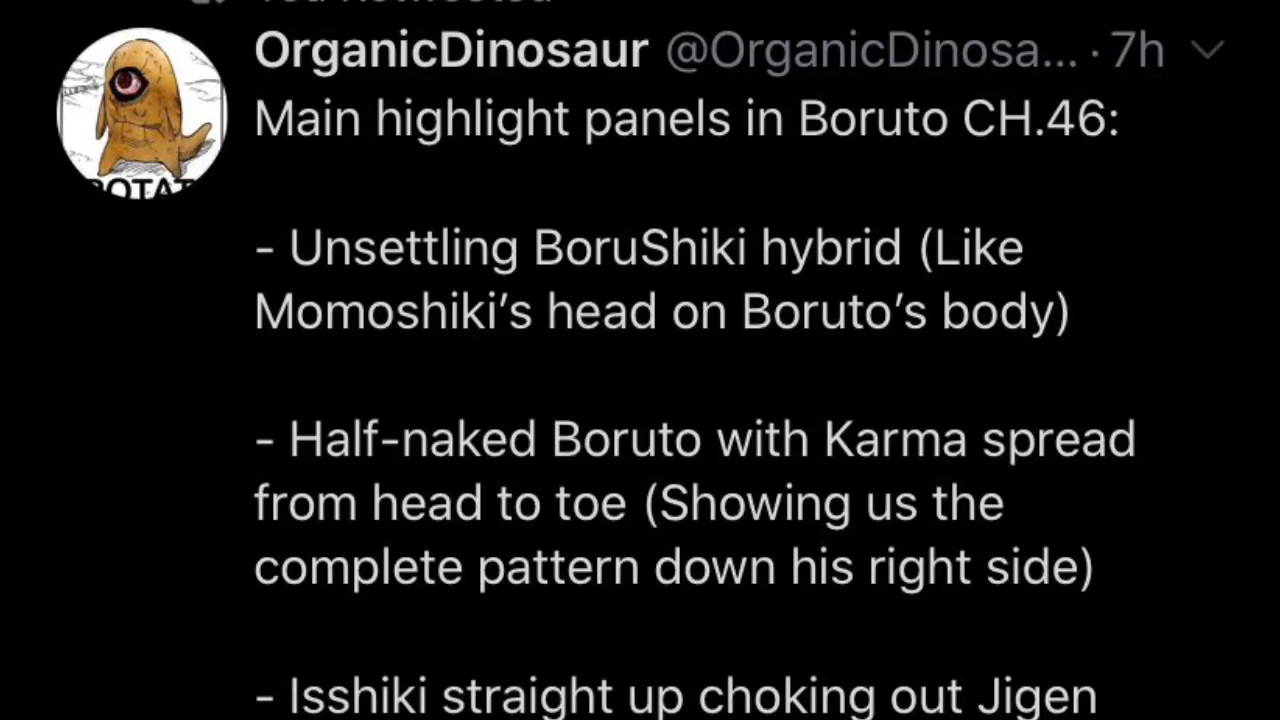 OrganicDinosaur @OrganicDinosa... · 7h
Main highlight panels in Boruto CH.46:
- Unsettling BoruShiki hybrid (Like
Momoshiki’s head on Boruto’s body)
- Half-naked Boruto with Karma spread
from head to toe (Showing us the
complete pattern down his right side)
- Isshiki straight up choking out Jigen